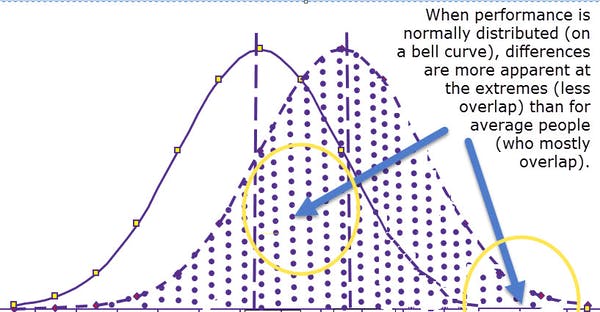 When performance is
normally distributed (on
a bell curve), differences
are more apparent at
the extremes (less
overlap) than for
average people
(who mostly
overlap).